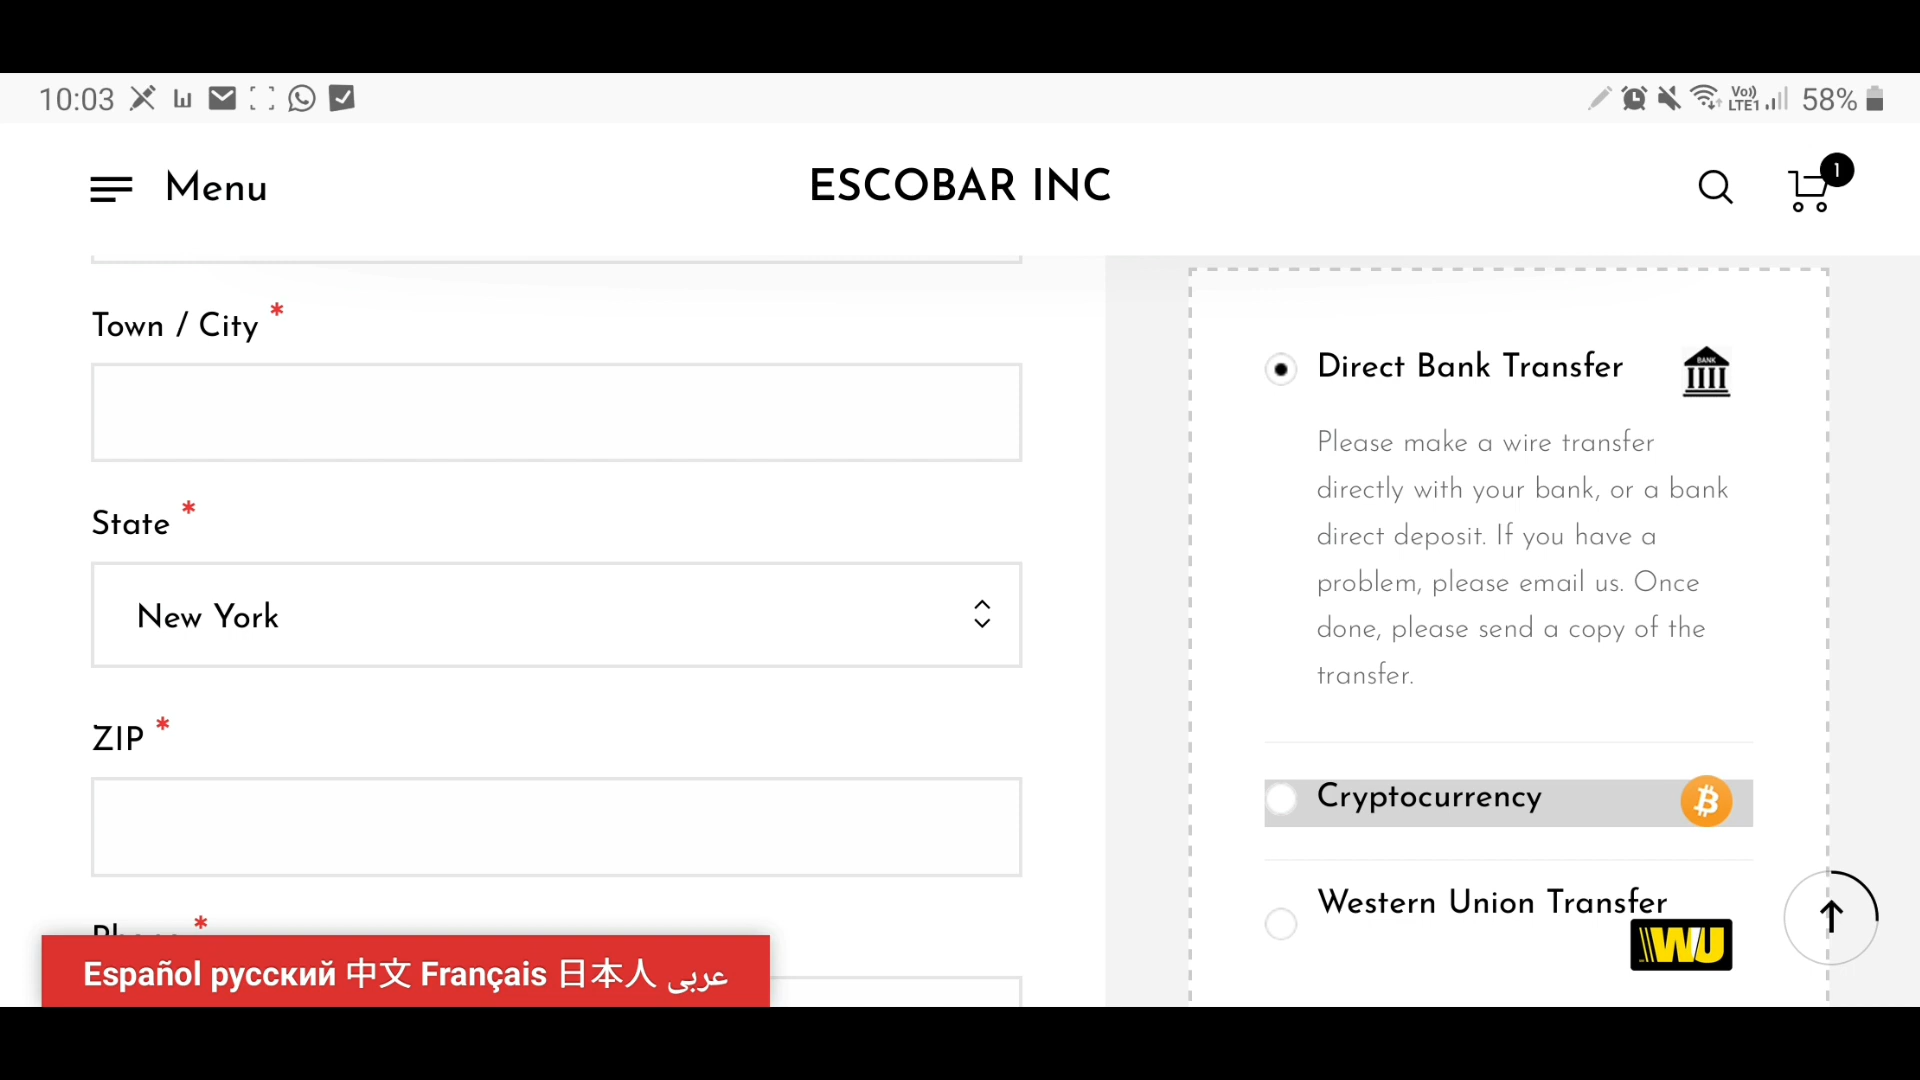 10:03
Vo)) LTE1 58%
Menu
ESCOBAR INC
1
Town / City *
State *
New York
ZIP *
*
Español русский 中文 Français 日本人 عربى
Direct Bank Transfer
BANK
Please make a wire transfer
directly with your bank, or a bank
direct deposit. If you have a
problem, please email us. Once
done, please send a copy of the
transfer.
Cryptocurrency
Western Union Transfer
WU